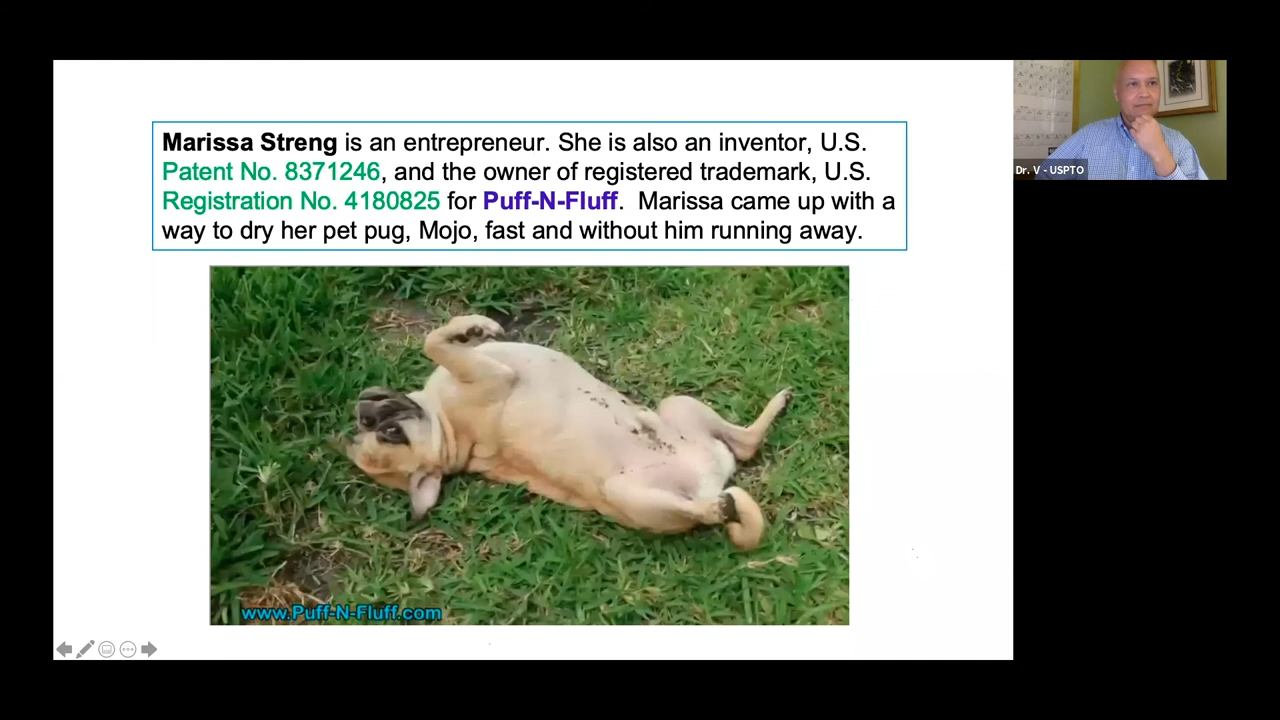 Marissa Streng is an entrepreneur. She is also an inventor, U.S.
Patent No. 8371246, and the owner of registered trademark, U.S.
Registration No. 4180825 for Puff-N-Fluff.  Marissa came up with a
way to dry her pet pug, Mojo, fast and without him running away.
www.Puff-N-Fluff.com
Dr. V - USPTO